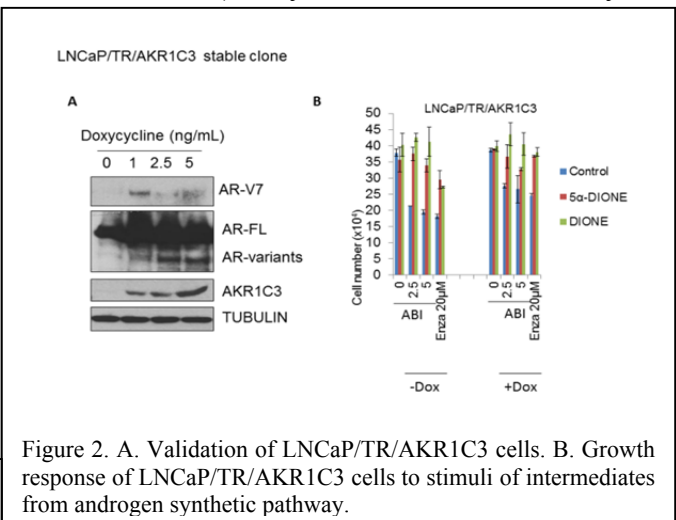 LNCaP/TR/AKR1C3 stable clone
A
Doxycycline (ng/mL)
0 1 2.5 5
AR-V7
AR-FL
AR-variants
AKR1C3
TUBULIN
B
LNCaP/TR/AKR1C3
Cell number (x10⁴)
50
45
40
35
30
25
20
15
10
5
0
0 2.5 5 Enza 20µM 0 2.5 5 Enza 20µM
ABI ABI
-Dox +Dox
Control
5α-DIONE
DIONE
Figure 2. A. Validation of LNCaP/TR/AKR1C3 cells. B. Growth
response of LNCaP/TR/AKR1C3 cells to stimuli of intermediates
from androgen synthetic pathway.